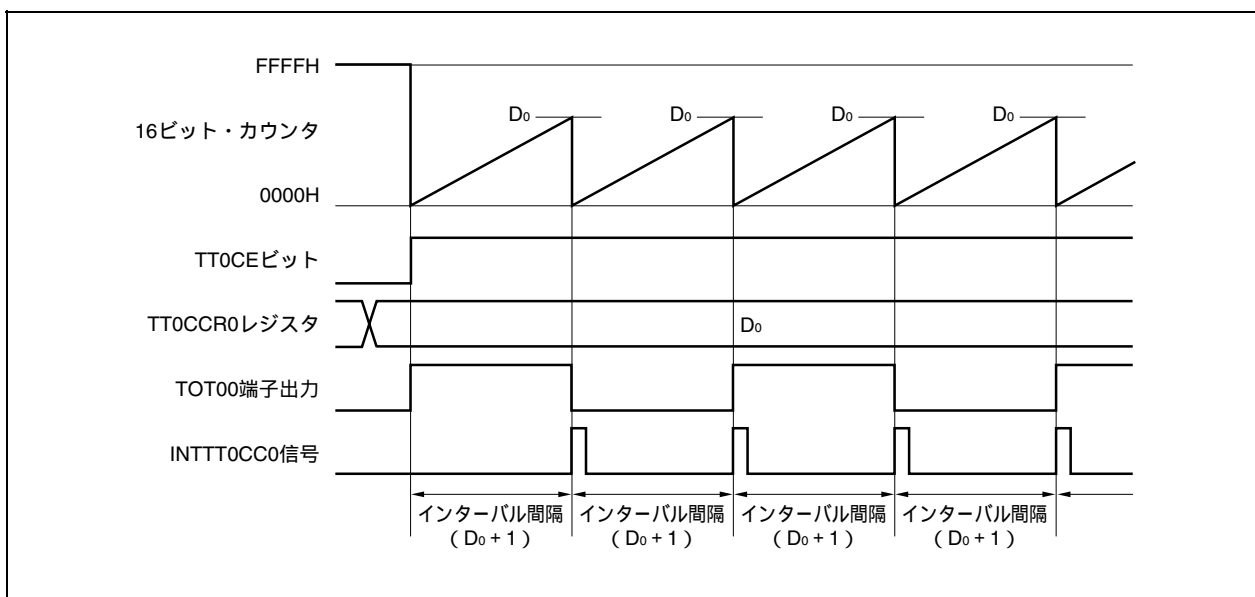 FFFFH
16ビット・カウンタ
D0 D0 D0 D0
0000H
TT0CEビット
TT0CCR0レジスタ
D0
TOT00端子出力
INTTT0CC0信号
インターバル間隔 インターバル間隔 インターバル間隔 インターバル間隔
（D0 + 1） （D0 + 1） （D0 + 1） （D0 + 1）